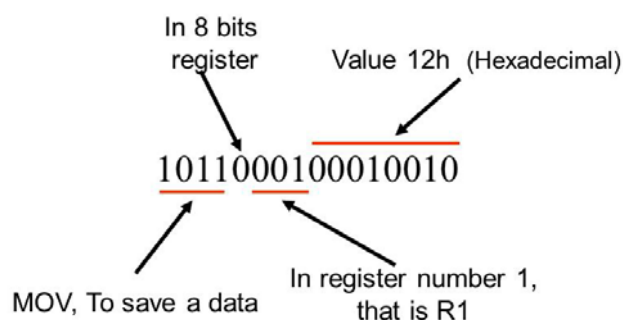 In 8 bits
register
Value 12h (Hexadecimal)
1011000100010010
MOV, To save a data
In register number 1,
that is R1